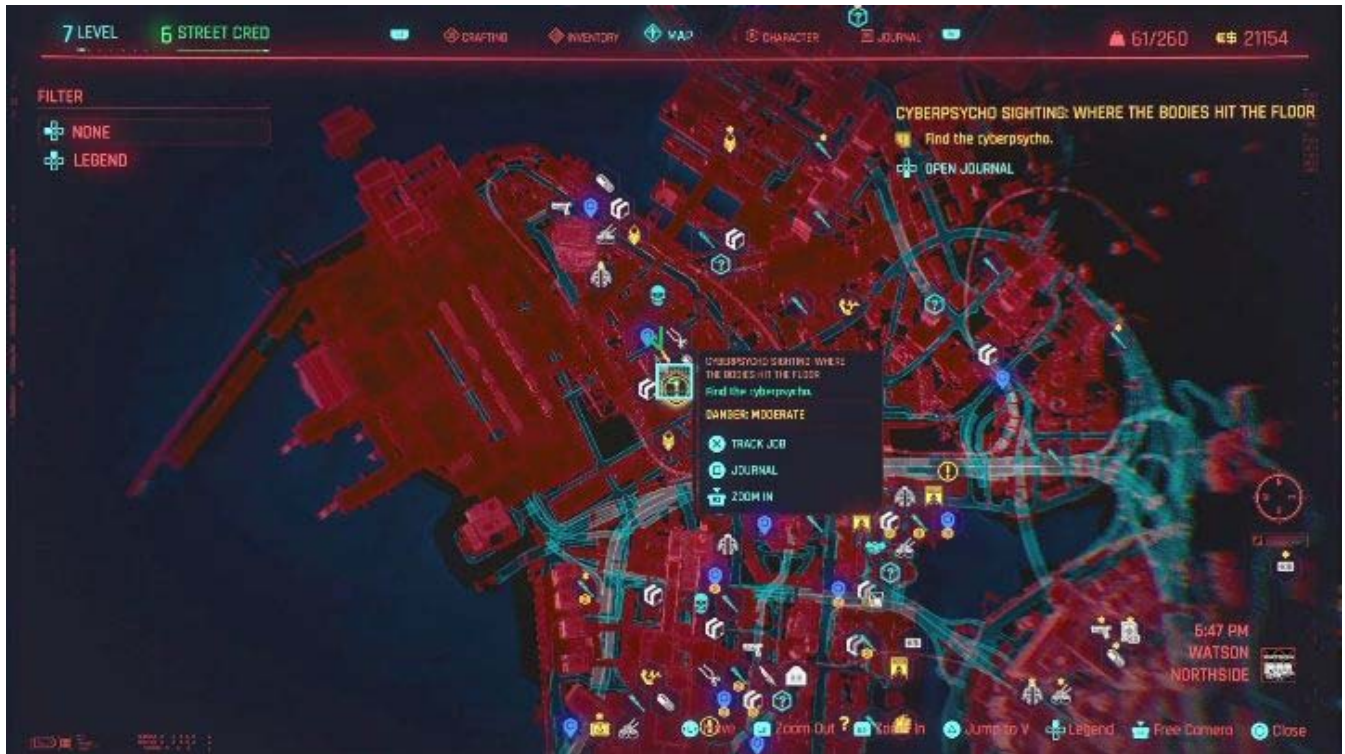 7 LEVEL
6 STREET CRED
CRAFTING
INVENTORY
MAP
CHARACTER
JOURNAL
61/260
€$ 21154
FILTER
NONE
LEGEND
CYBERPSYCHO SIGHTING: WHERE THE BODIES HIT THE FLOOR
Find the cyberpsycho.
OPEN JOURNAL
CYBERPSYCHO SIGHTING: WHERE
THE BODIES HIT THE FLOOR
Find the cyberpsycho.
DANGER: MODERATE
TRACK JOB
JOURNAL
ZOOM IN
5:47 PM
WATSON
NORTHSIDE
Zoom Out
Jump to V
Legend
Free Camera
Close